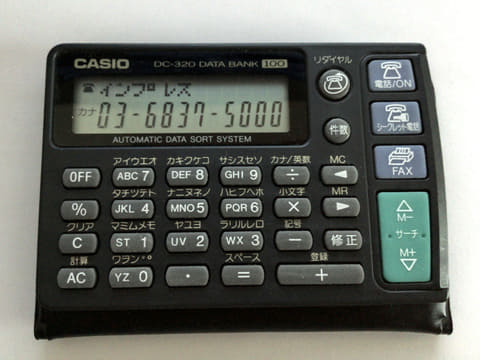 CASIO DC-320 DATA BANK 100 リダイヤル
☎ インプレス 電話/ON
カナ 03-6837-5000
件数 シークレット電話
AUTOMATIC DATA SORT SYSTEM
FAX
アイウエオ カキクケコ サシスセソ カナ/英数 MC
OFF ABC 7 DEF 8 GHI 9 ÷ ◀
タチツテト ナニヌネノ ハヒフヘホ 小文字 MR
% JKL 4 MNO 5 PQR 6 × ▶
△
M-
クリア マミムメモ ヤユヨ ラリルレロ 記号
サーチ
C ST 1 UV 2 WX 3 − 修正
M+
▽
計算 ワヲン゛゜ スペース 登録
AC YZ 0 ・ = +